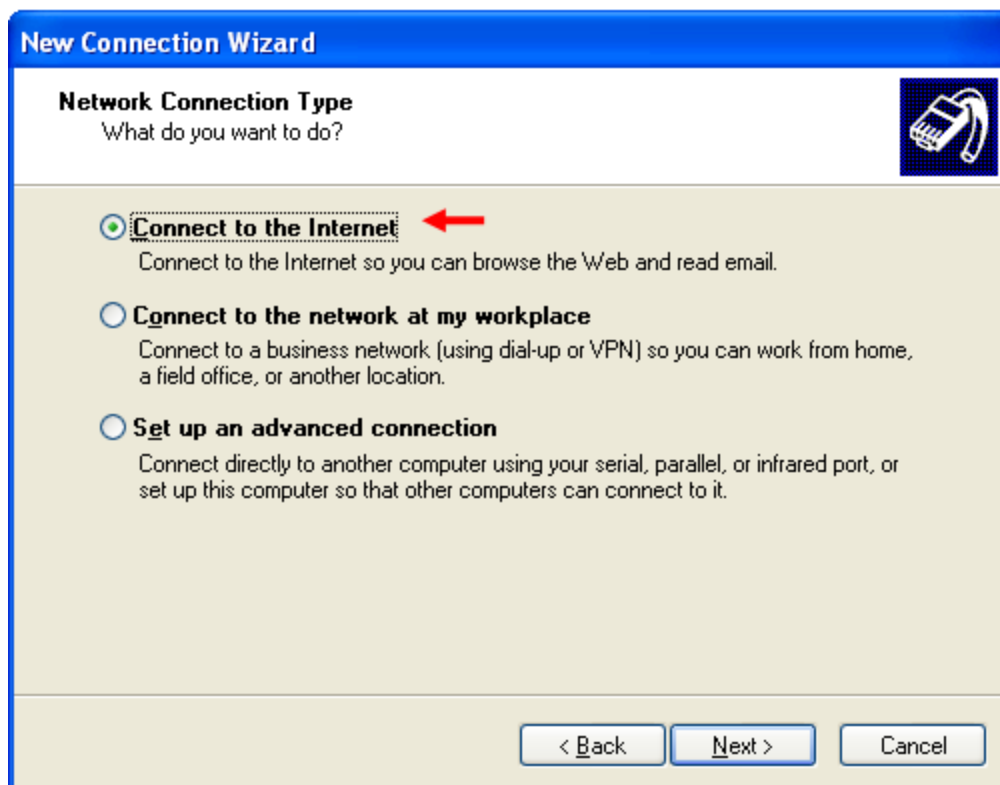 New Connection Wizard
Network Connection Type
What do you want to do?
Connect to the Internet
Connect to the Internet so you can browse the Web and read email.
Connect to the network at my workplace
Connect to a business network (using dial-up or VPN) so you can work from home,
a field office, or another location.
Set up an advanced connection
Connect directly to another computer using your serial, parallel, or infrared port, or
set up this computer so that other computers can connect to it.
< Back Next > Cancel